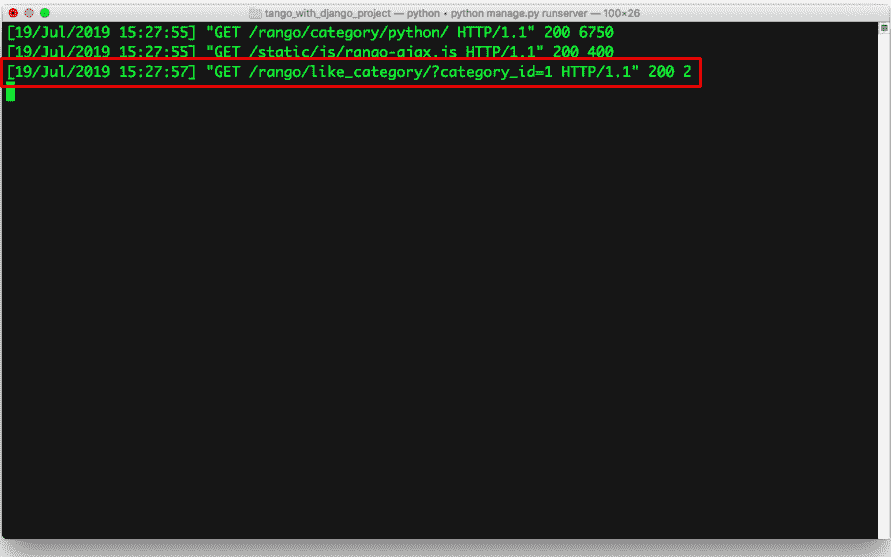 tango_with_django_project — python • python manage.py runserver — 100×26
[19/Jul/2019 15:27:55] "GET /rango/category/python/ HTTP/1.1" 200 6750
[19/Jul/2019 15:27:55] "GET /static/js/rango-ajax.js HTTP/1.1" 200 400
[19/Jul/2019 15:27:57] "GET /rango/like_category/?category_id=1 HTTP/1.1" 200 2